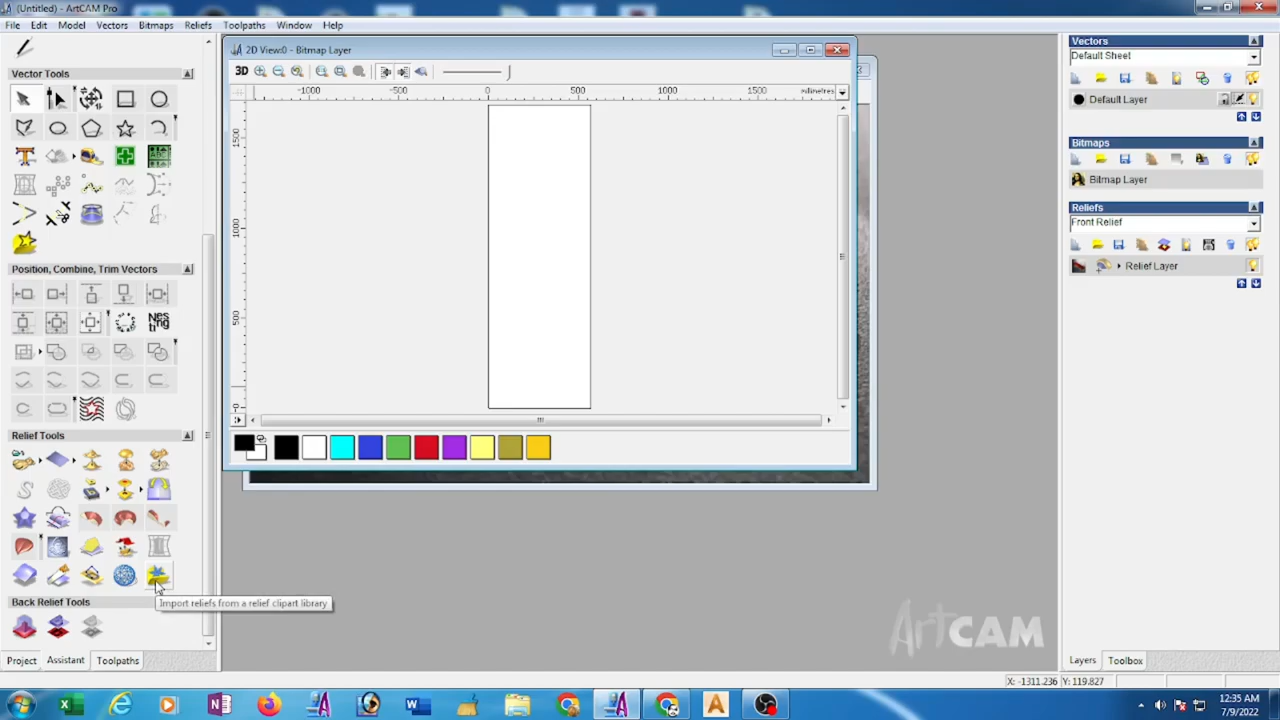 (Untitled) - ArtCAM Pro
File Edit Model Vectors Bitmaps Reliefs Toolpaths Window Help
Vector Tools
Position, Combine, Trim Vectors
Relief Tools
Import reliefs from a relief clipart library
Back Relief Tools
Project Assistant Toolpaths
2D View:0 - Bitmap Layer
3D
-1000 -500 0 500 1000 1500 millimetres
1500
1000
500
-0
Vectors
Default Sheet
Default Layer
Bitmaps
Bitmap Layer
Reliefs
Front Relief
Relief Layer
ArtCAM
Layers Toolbox
X: -1311.236 Y: 119.827
12:35 AM
7/9/2022